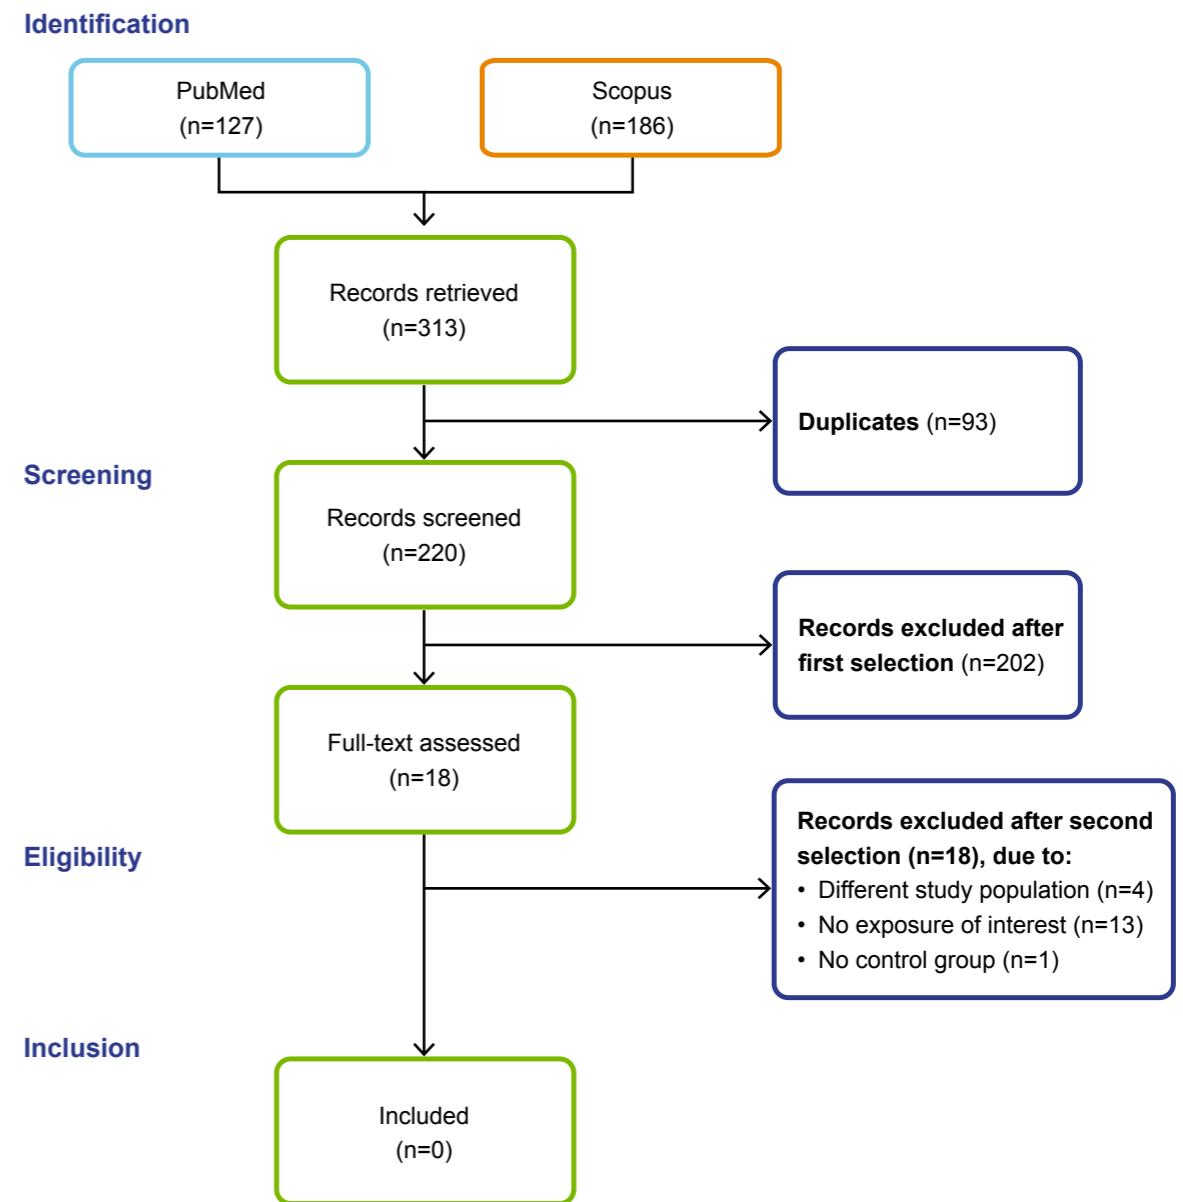 Identification
PubMed
(n=127)
Scopus
(n=186)
Records retrieved
(n=313)
Duplicates (n=93)
Screening
Records screened
(n=220)
Records excluded after
first selection (n=202)
Full-text assessed
(n=18)
Records excluded after second
selection (n=18), due to:
• Different study population (n=4)
• No exposure of interest (n=13)
• No control group (n=1)
Eligibility
Inclusion
Included
(n=0)